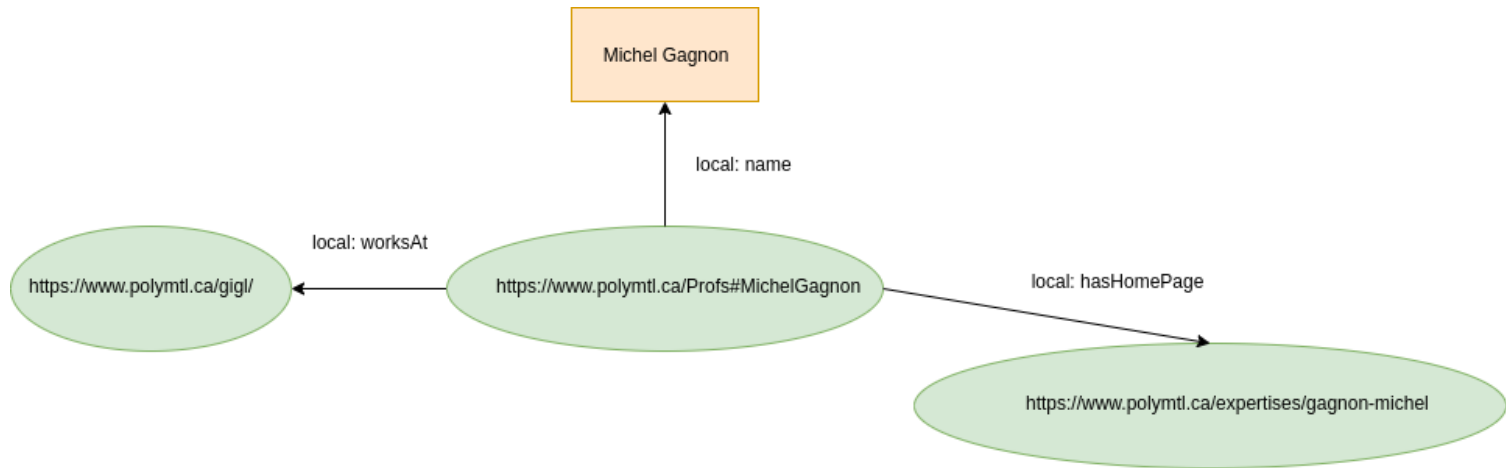 Michel Gagnon
local: name
local: worksAt
https://www.polymtl.ca/gigl/
https://www.polymtl.ca/Profs#MichelGagnon
local: hasHomePage
https://www.polymtl.ca/expertises/gagnon-michel